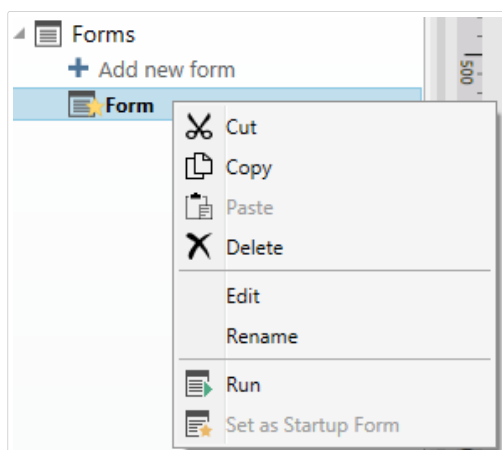 Forms
Add new form
Form
Cut
Copy
Paste
Delete
Edit
Rename
Run
Set as Startup Form
500